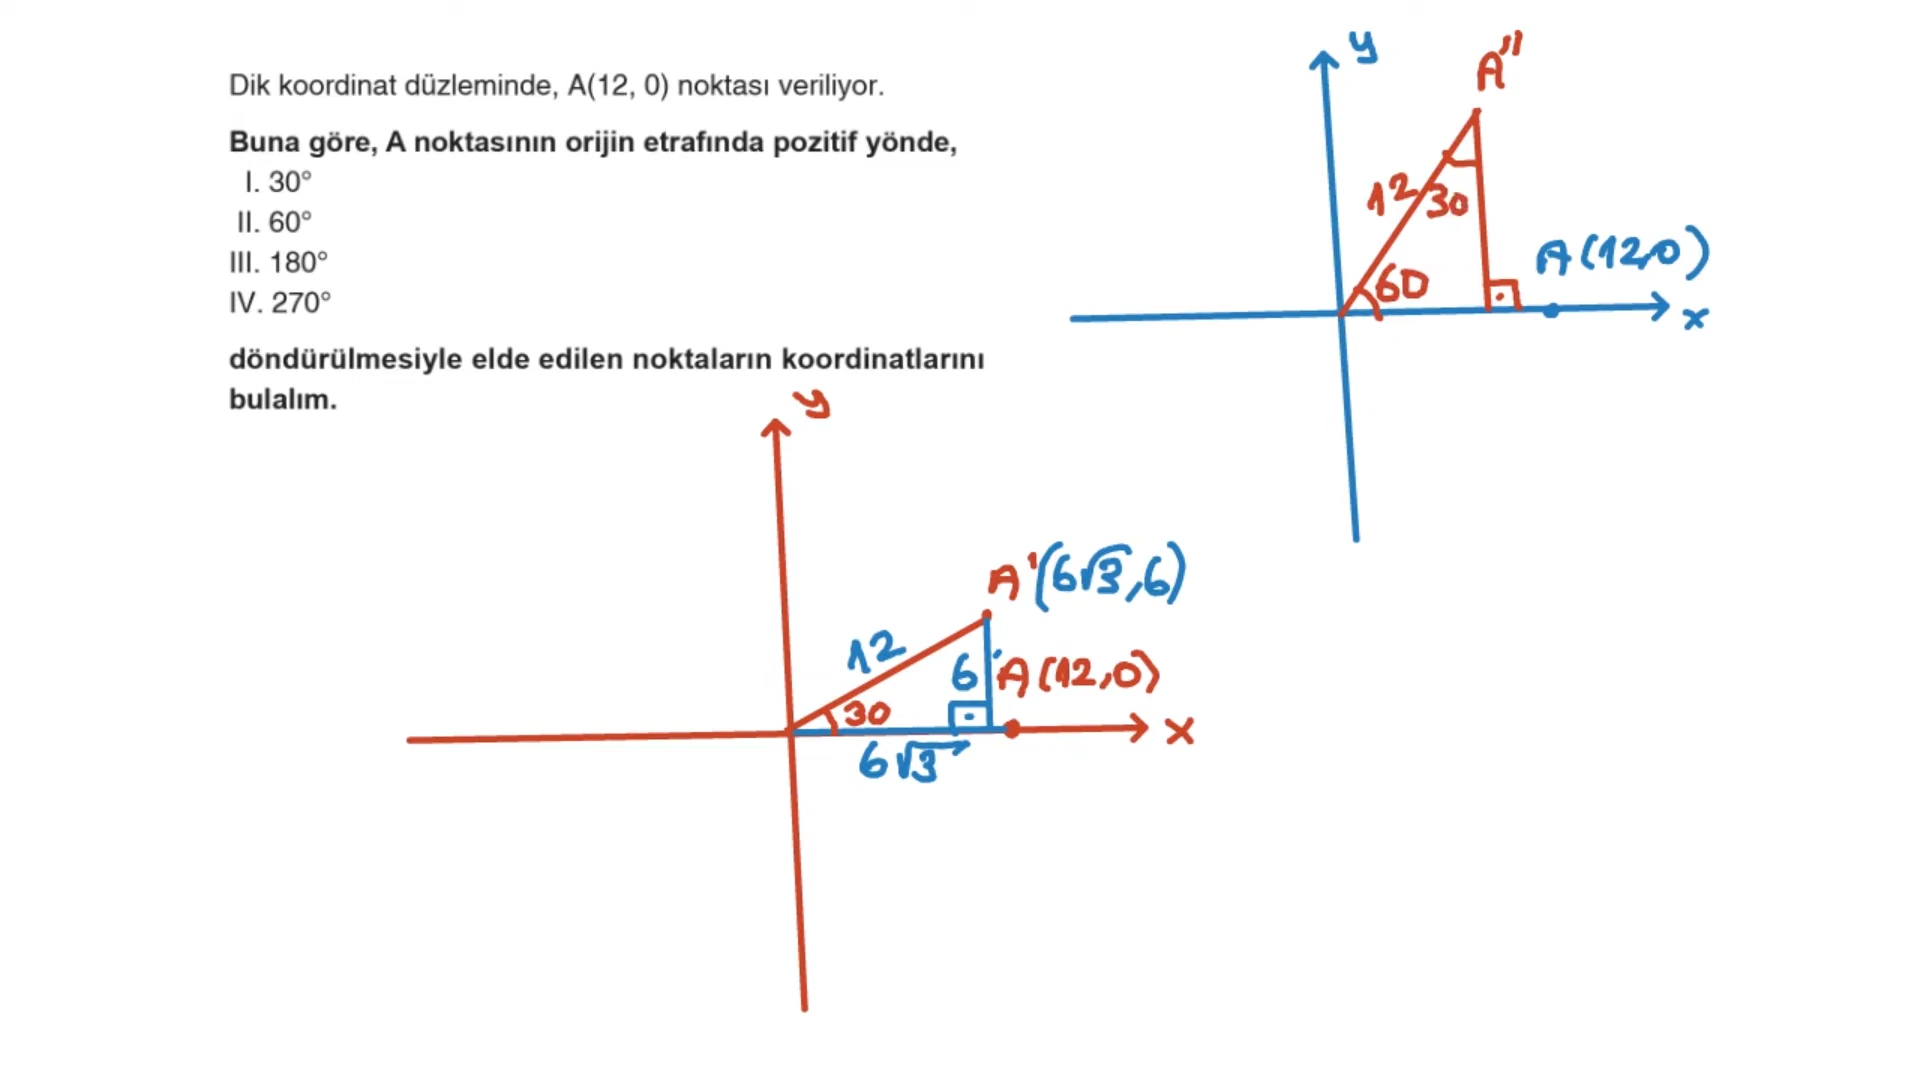 Dik koordinat düzleminde, A(12, 0) noktası veriliyor.
Buna göre, A noktasının orijin etrafında pozitif yönde,
I. 30°
II. 60°
III. 180°
IV. 270°
döndürülmesiyle elde edilen noktaların koordinatlarını
bulalım.
y
A''
12
30
A(12,0)
60
x
y
A'(6√3,6)
12
6
A(12,0)
30
x
6√3